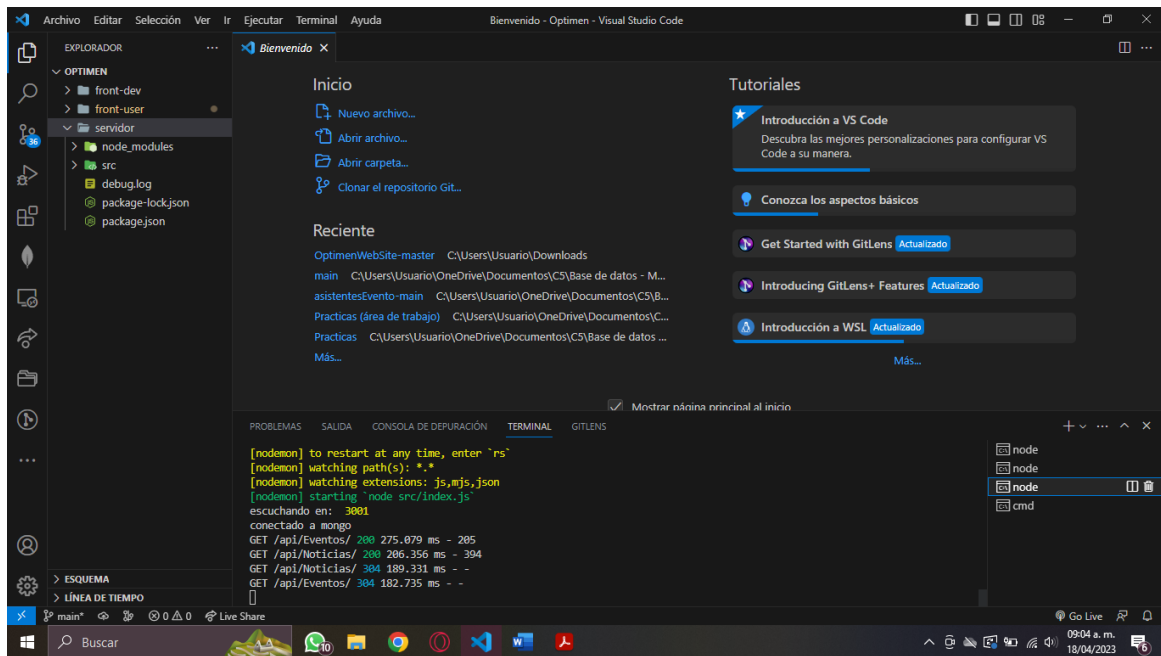 Archivo Editar Selección Ver Ir Ejecutar Terminal Ayuda
Bienvenido - Optimen - Visual Studio Code
EXPLORADOR
OPTIMEN
front-dev
front-user
servidor
node_modules
src
debug.log
package-lock.json
package.json
36
ESQUEMA
LÍNEA DE TIEMPO
Bienvenido
Inicio
Nuevo archivo...
Abrir archivo...
Abrir carpeta...
Clonar el repositorio Git...
Reciente
OptimenWebSite-master C:\Users\Usuario\Downloads
main C:\Users\Usuario\OneDrive\Documentos\C5\Base de datos - M...
asistentesEvento-main C:\Users\Usuario\OneDrive\Documentos\C5\B...
Practicas (área de trabajo) C:\Users\Usuario\OneDrive\Documentos\C...
Practicas C:\Users\Usuario\OneDrive\Documentos\C5\Base de datos ...
Más...
Tutoriales
Introducción a VS Code
Descubra las mejores personalizaciones para configurar VS
Code a su manera.
Conozca los aspectos básicos
Get Started with GitLens Actualizado
Introducing GitLens+ Features Actualizado
Introducción a WSL Actualizado
Más...
Mostrar página principal al inicio
PROBLEMAS SALIDA CONSOLA DE DEPURACIÓN TERMINAL GITLENS
[nodemon] to restart at any time, enter `rs`
[nodemon] watching path(s): *.*
[nodemon] watching extensions: js,mjs,json
[nodemon] starting `node src/index.js`
escuchando en: 3001
conectado a mongo
GET /api/Eventos/ 200 275.079 ms - 205
GET /api/Noticias/ 200 206.356 ms - 394
GET /api/Noticias/ 304 189.331 ms - -
GET /api/Eventos/ 304 182.735 ms - -
node
node
node
cmd
main* 0 0 Live Share
Go Live
Buscar
10
09:04 a. m.
18/04/2023
6